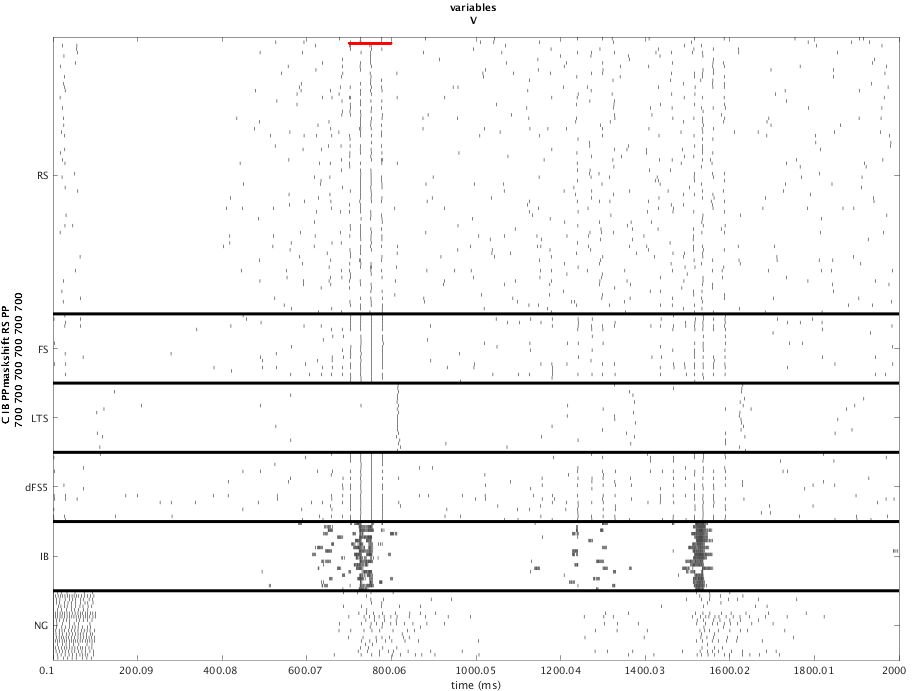 variables
V
RS
FS
LTS
dFS5
IB
NG
C IB PPmaskshift RS PP
700 700 700 700 700 700 700
0.1 200.09 400.08 600.07 800.06 1000.05 1200.04 1400.03 1600.02 1800.01 2000
time (ms)